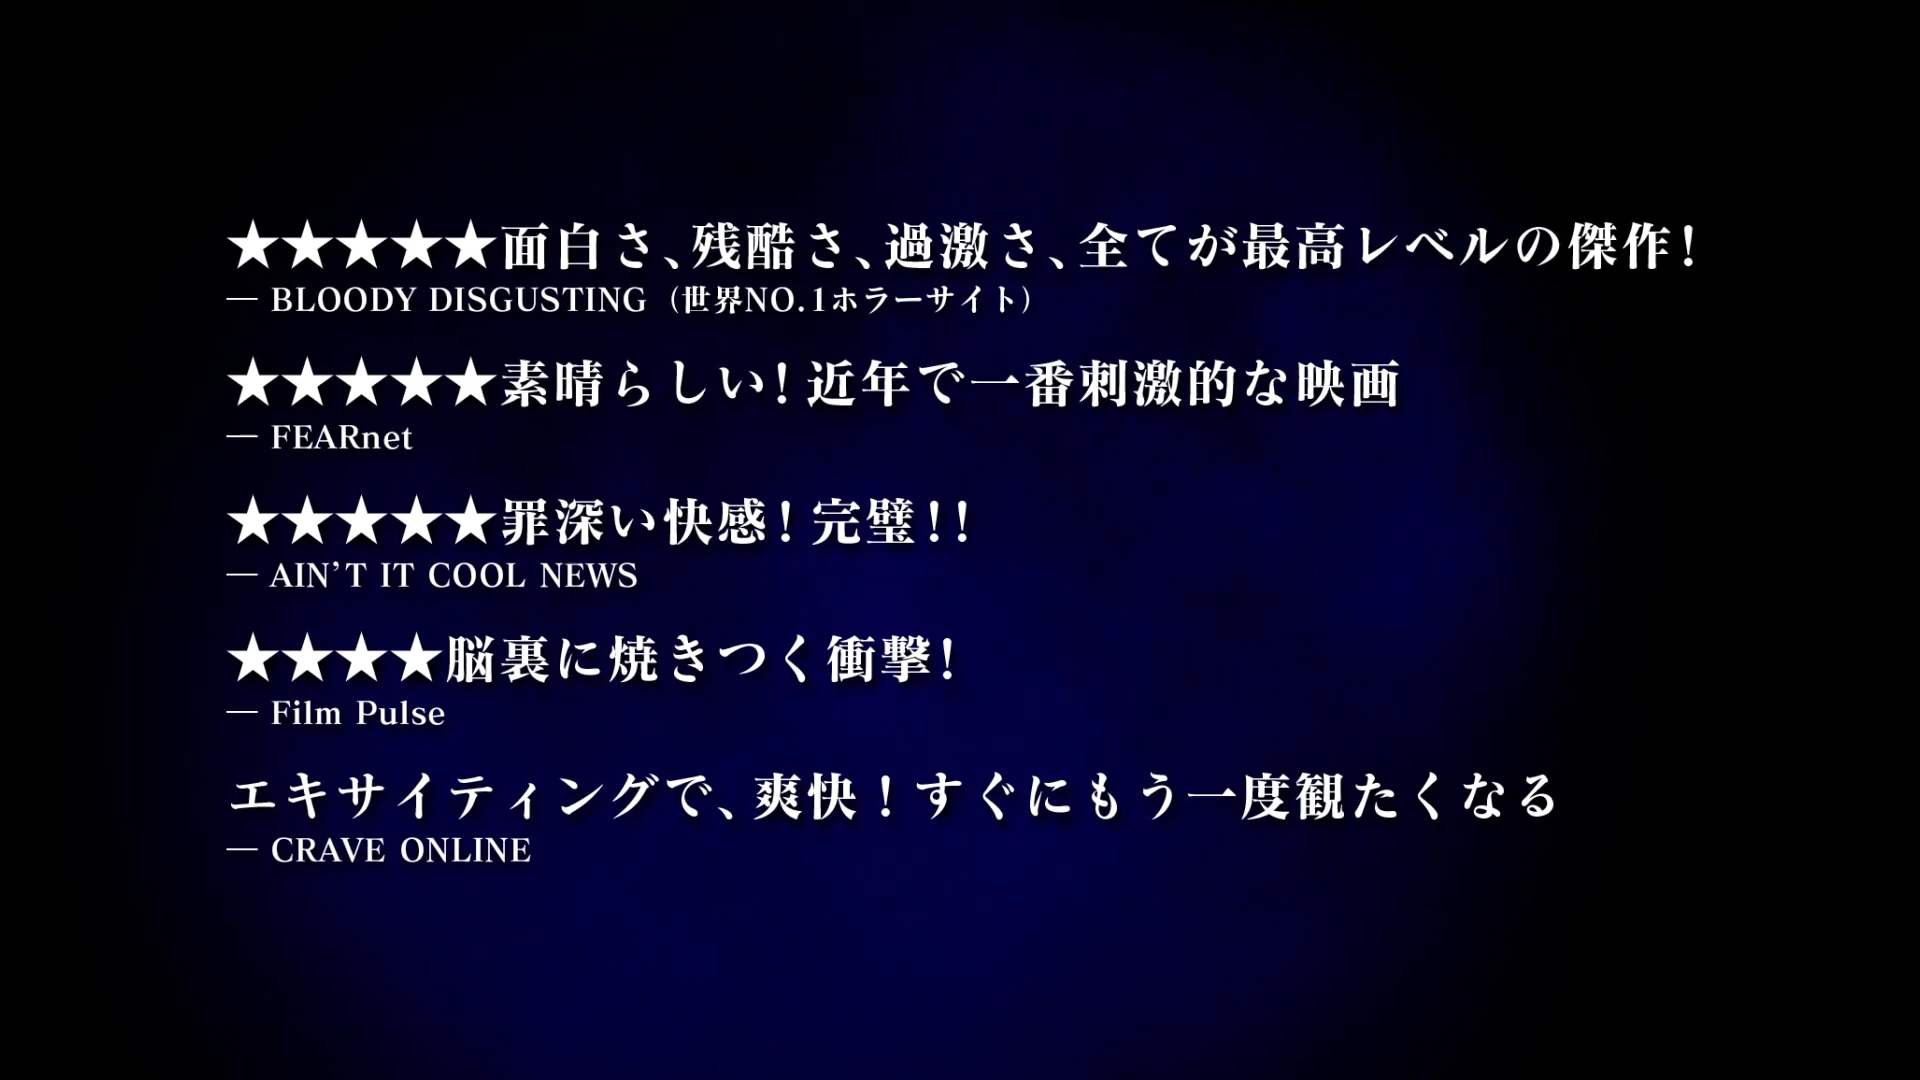 ★★★★★面白さ、残酷さ、過激さ、全てが最高レベルの傑作！
— BLOODY DISGUSTING（世界NO.1ホラーサイト）
★★★★★素晴らしい！近年で一番刺激的な映画
— FEARnet
★★★★★罪深い快感！完璧！！
— AIN’T IT COOL NEWS
★★★★脳裏に焼きつく衝撃！
— Film Pulse
エキサイティングで、爽快！すぐにもう一度観たくなる
— CRAVE ONLINE